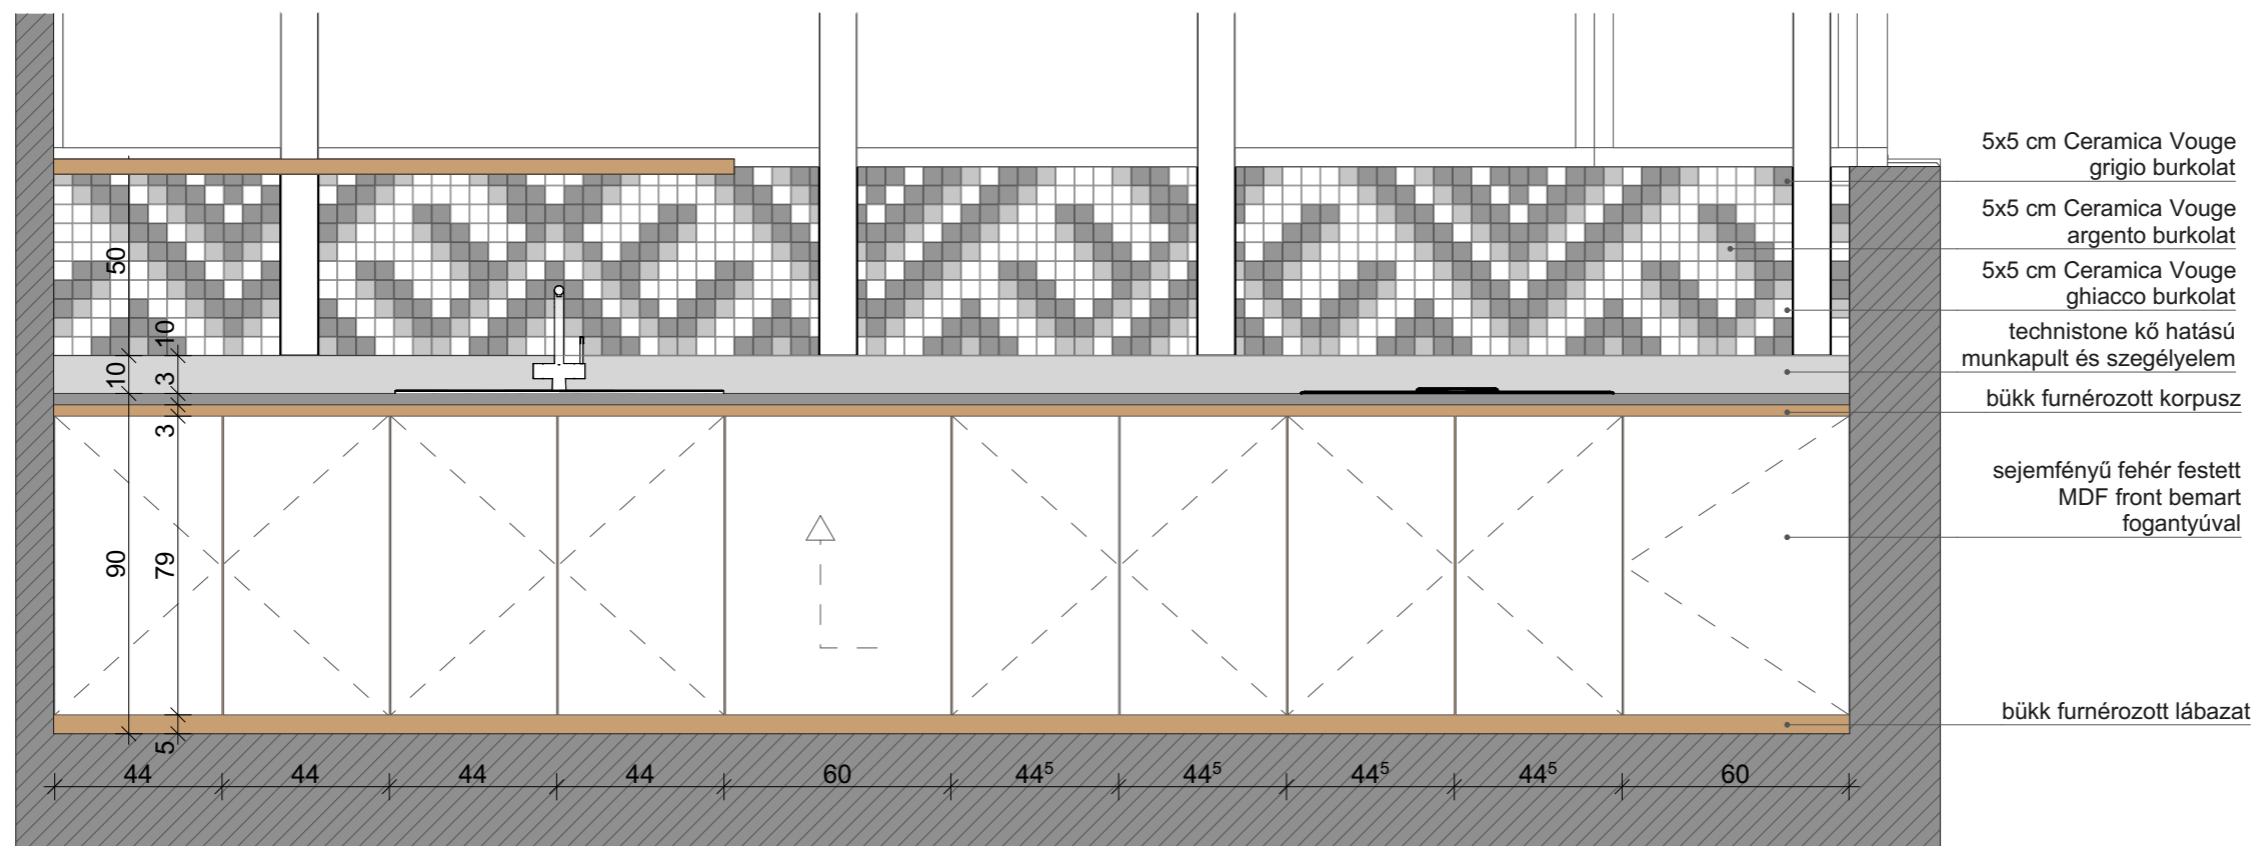 5x5 cm Ceramica Vouge
grigio burkolat
5x5 cm Ceramica Vouge
argento burkolat
5x5 cm Ceramica Vouge
ghiacco burkolat
technistone kő hatású
munkapult és szegélyelem
bükk furnérozott korpusz
sejemfényű fehér festett
MDF front bemart
fogantyúval
bükk furnérozott lábazat
50
10
10
3
3
90
79
5
44 44 44 44 60 44⁵ 44⁵ 44⁵ 44⁵ 60